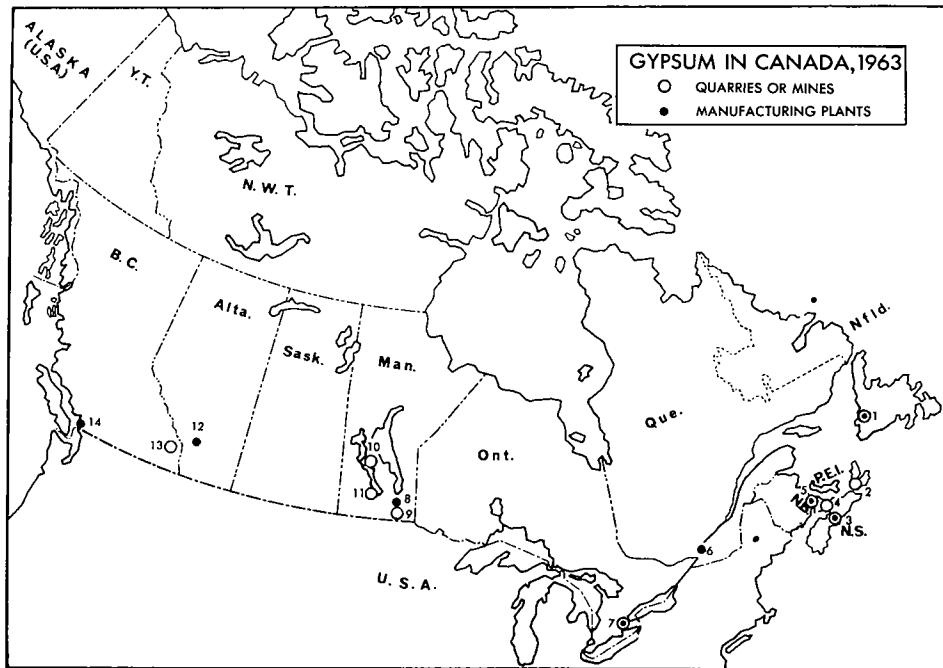 ALASKA
(U.S.A.)
Y.T.
GYPSUM IN CANADA, 1963
QUARRIES OR MINES
MANUFACTURING PLANTS
N.W.T.
B.C.
Alta.
Sask.
Man.
Nfld.
Que.
Ont.
14
13
12
10
11
8
9
1
P.E.I.
2
5
N.B.
4
3
N.S.
6
7
U.S.A.